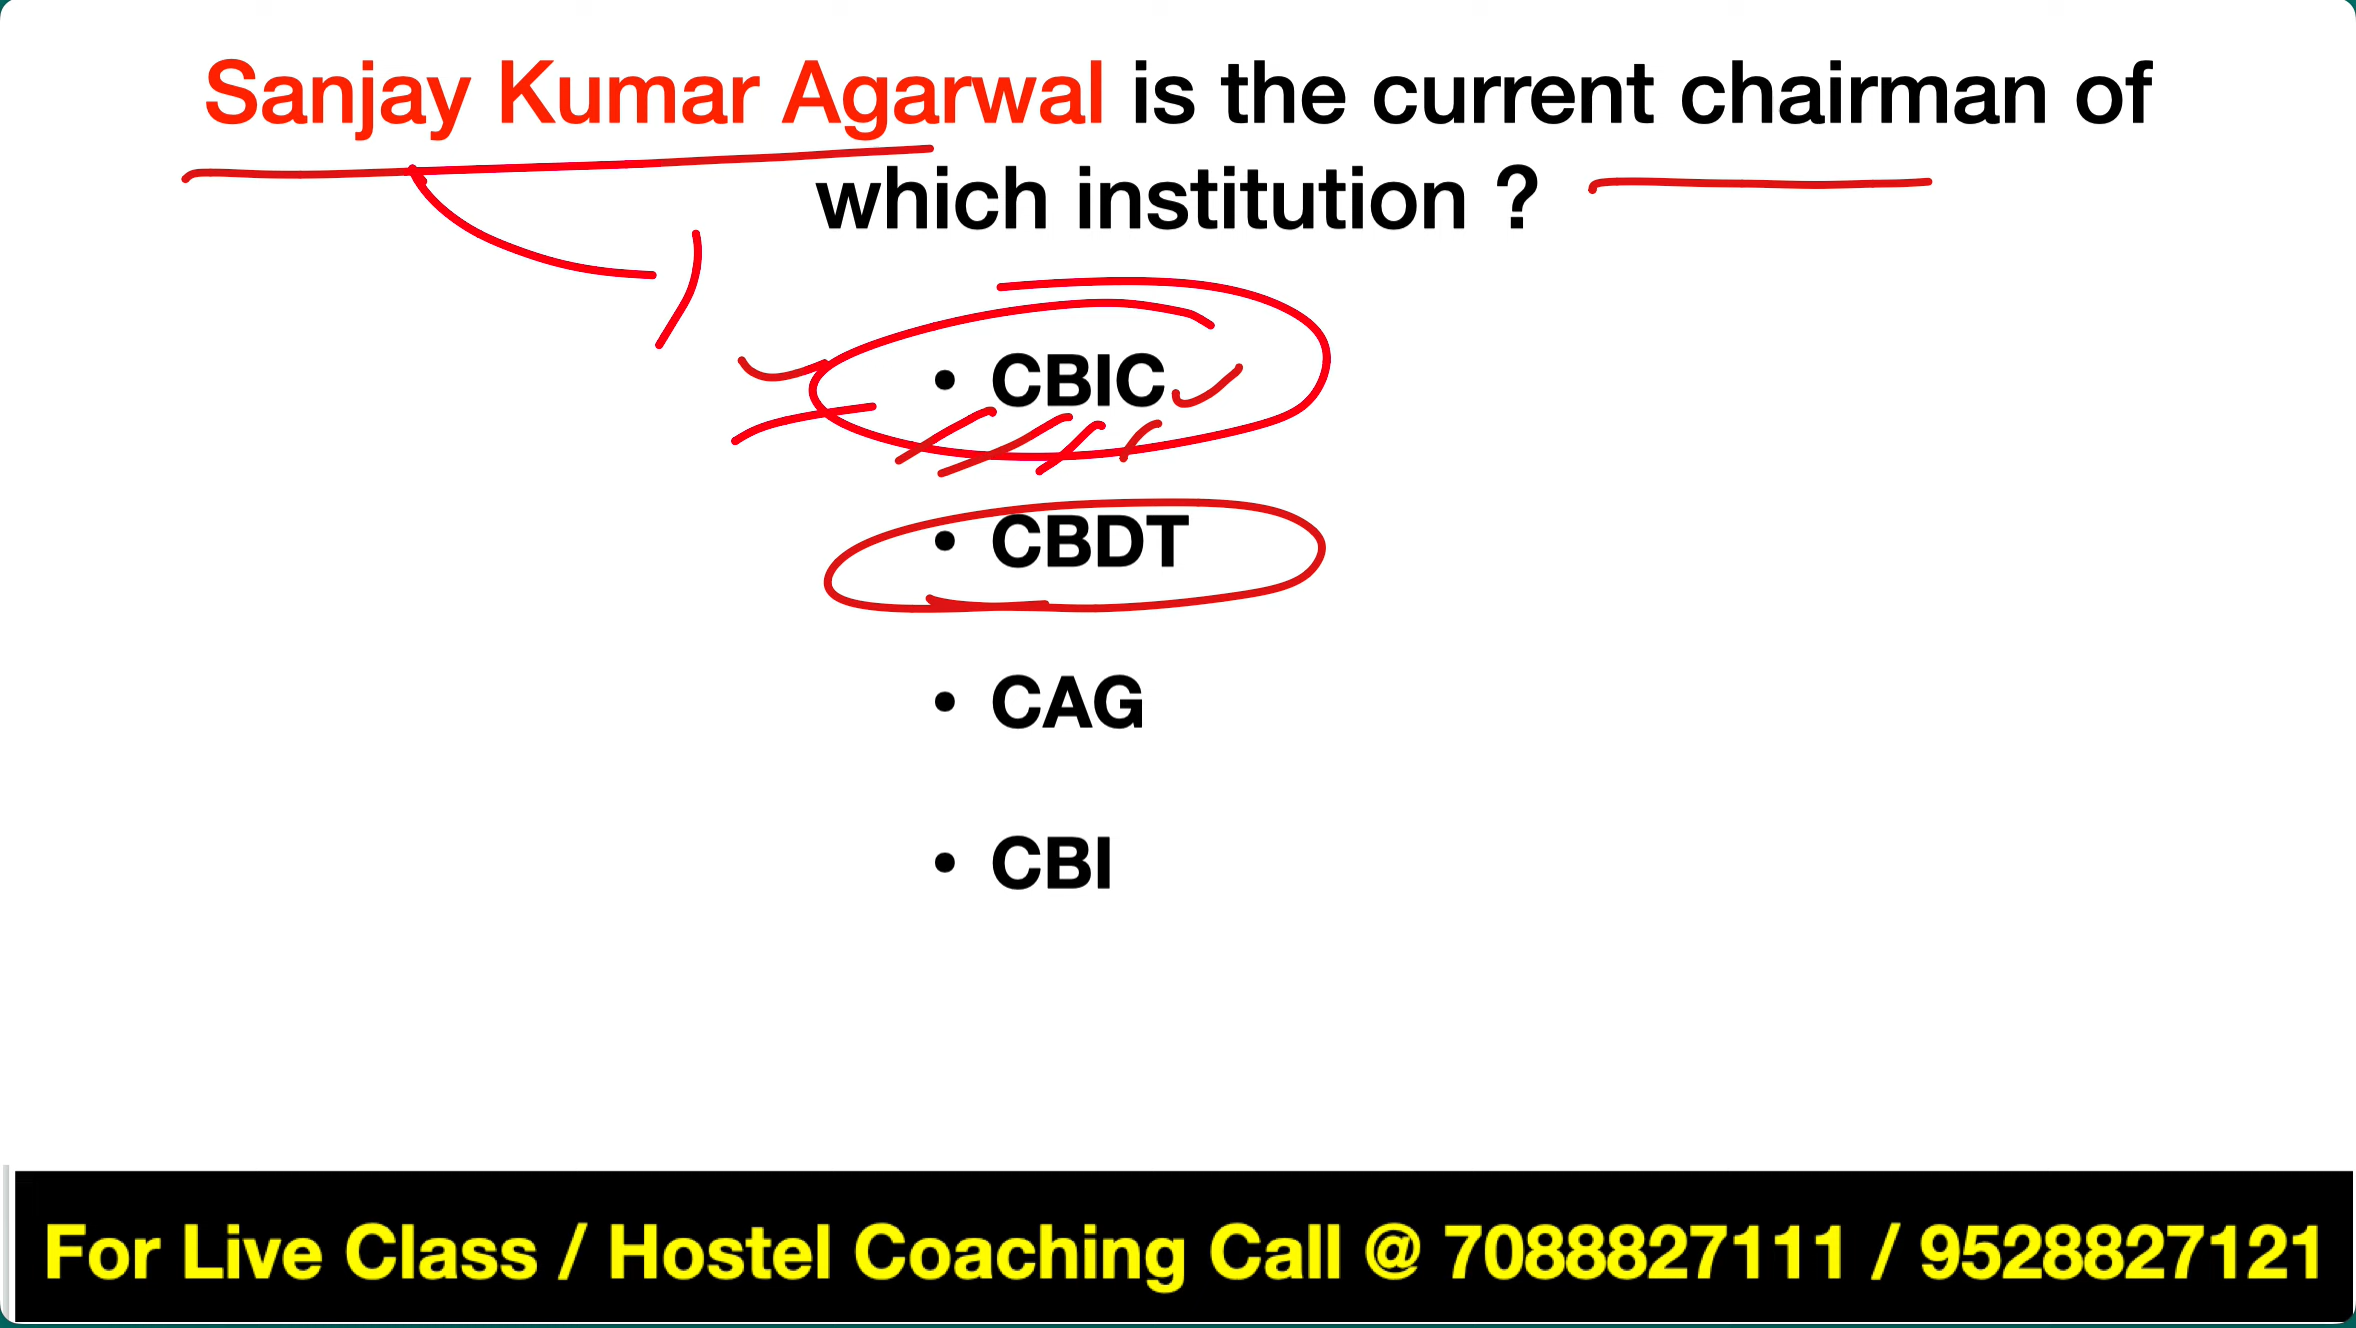 Sanjay Kumar Agarwal is the current chairman of
which institution ?
• CBIC
• CBDT
• CAG
• CBI
For Live Class / Hostel Coaching Call @ 7088827111 / 9528827121